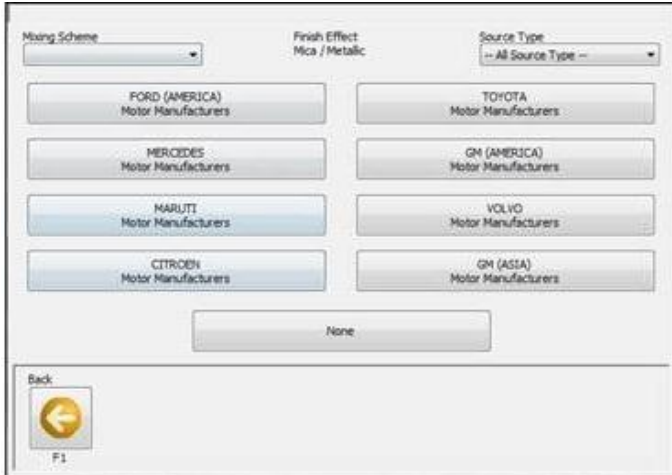 Mixing Scheme
Finish Effect
Mica / Metallic
Source Type
-- All Source Type --
FORD (AMERICA)
Motor Manufacturers
TOYOTA
Motor Manufacturers
MERCEDES
Motor Manufacturers
GM (AMERICA)
Motor Manufacturers
MARUTI
Motor Manufacturers
VOLVO
Motor Manufacturers
CITROEN
Motor Manufacturers
GM (ASIA)
Motor Manufacturers
None
Back
F1